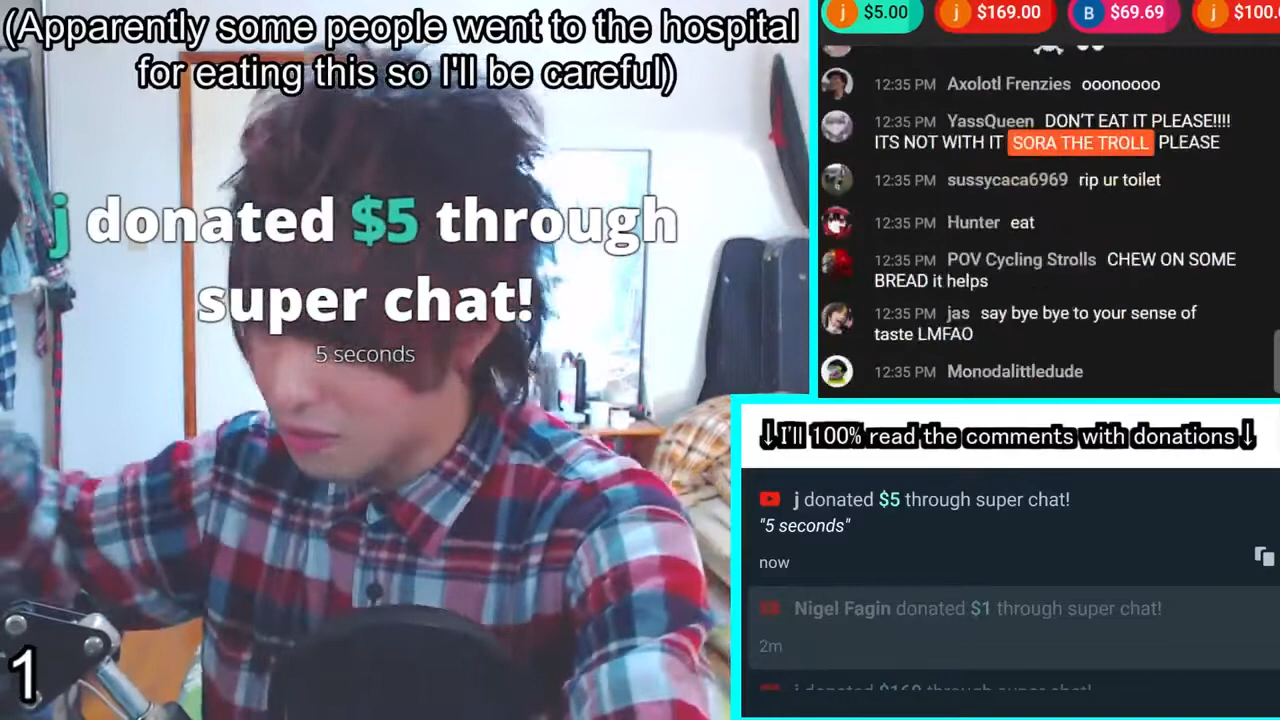 (Apparently some people went to the hospital
for eating this so I'll be careful)
j donated $5 through
super chat!
5 seconds
1
j $5.00
j $169.00
B $69.69
j $100.
12:35 PM Axolotl Frenzies ooonoooo
12:35 PM YassQueen DON'T EAT IT PLEASE!!!!
ITS NOT WITH IT SORA THE TROLL PLEASE
12:35 PM sussycaca6969 rip ur toilet
12:35 PM Hunter eat
12:35 PM POV Cycling Strolls CHEW ON SOME
BREAD it helps
12:35 PM jas say bye bye to your sense of
taste LMFAO
12:35 PM Monodalittledude
↓I'll 100% read the comments with donations↓
j donated $5 through super chat!
"5 seconds"
now
Nigel Fagin donated $1 through super chat!
2m
j donated $169 through super chat!